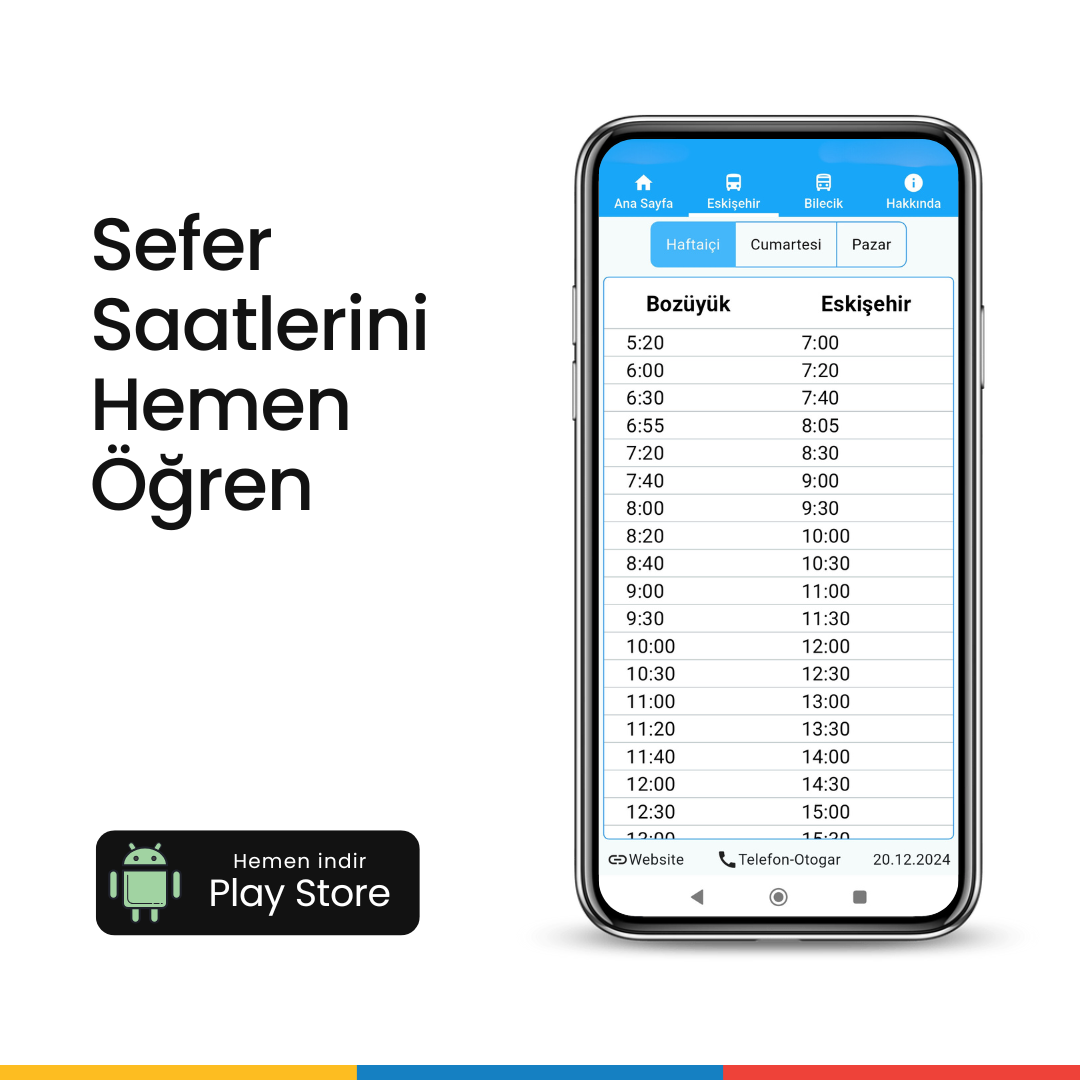 Sefer
Saatlerini
Hemen
Öğren
Hemen indir
Play Store
Ana Sayfa Eskişehir Bilecik Hakkında
Haftaiçi Cumartesi Pazar
Bozüyük Eskişehir
5:20 7:00
6:00 7:20
6:30 7:40
6:55 8:05
7:20 8:30
7:40 9:00
8:00 9:30
8:20 10:00
8:40 10:30
9:00 11:00
9:30 11:30
10:00 12:00
10:30 12:30
11:00 13:00
11:20 13:30
11:40 14:00
12:00 14:30
12:30 15:00
13:00 15:30
Website Telefon-Otogar 20.12.2024